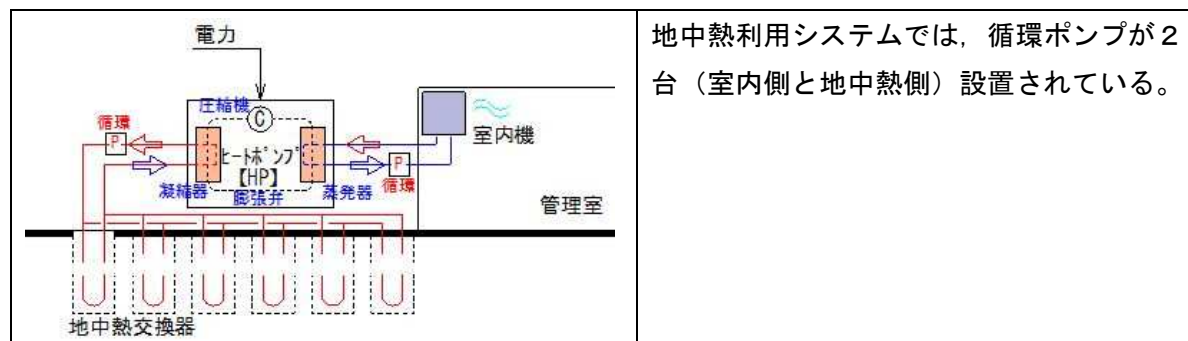 電力
圧縮機
C
循環
P
ヒートポンプ
【HP】
凝縮器
膨張弁
蒸発器
P
循環
室内機
管理室
地中熱交換器
地中熱利用システムでは，循環ポンプが２
台（室内側と地中熱側）設置されている。